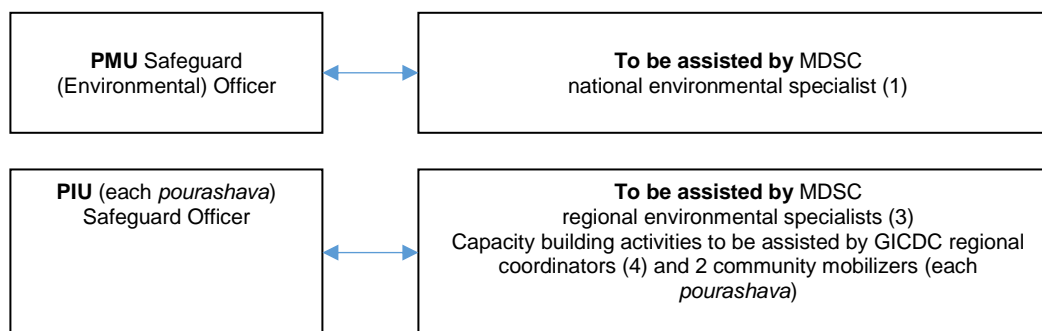 PMU Safeguard
(Environmental) Officer
To be assisted by MDSC
national environmental specialist (1)
PIU (each pourashava)
Safeguard Officer
To be assisted by MDSC
regional environmental specialists (3)
Capacity building activities to be assisted by GICDC regional
coordinators (4) and 2 community mobilizers (each
pourashava)